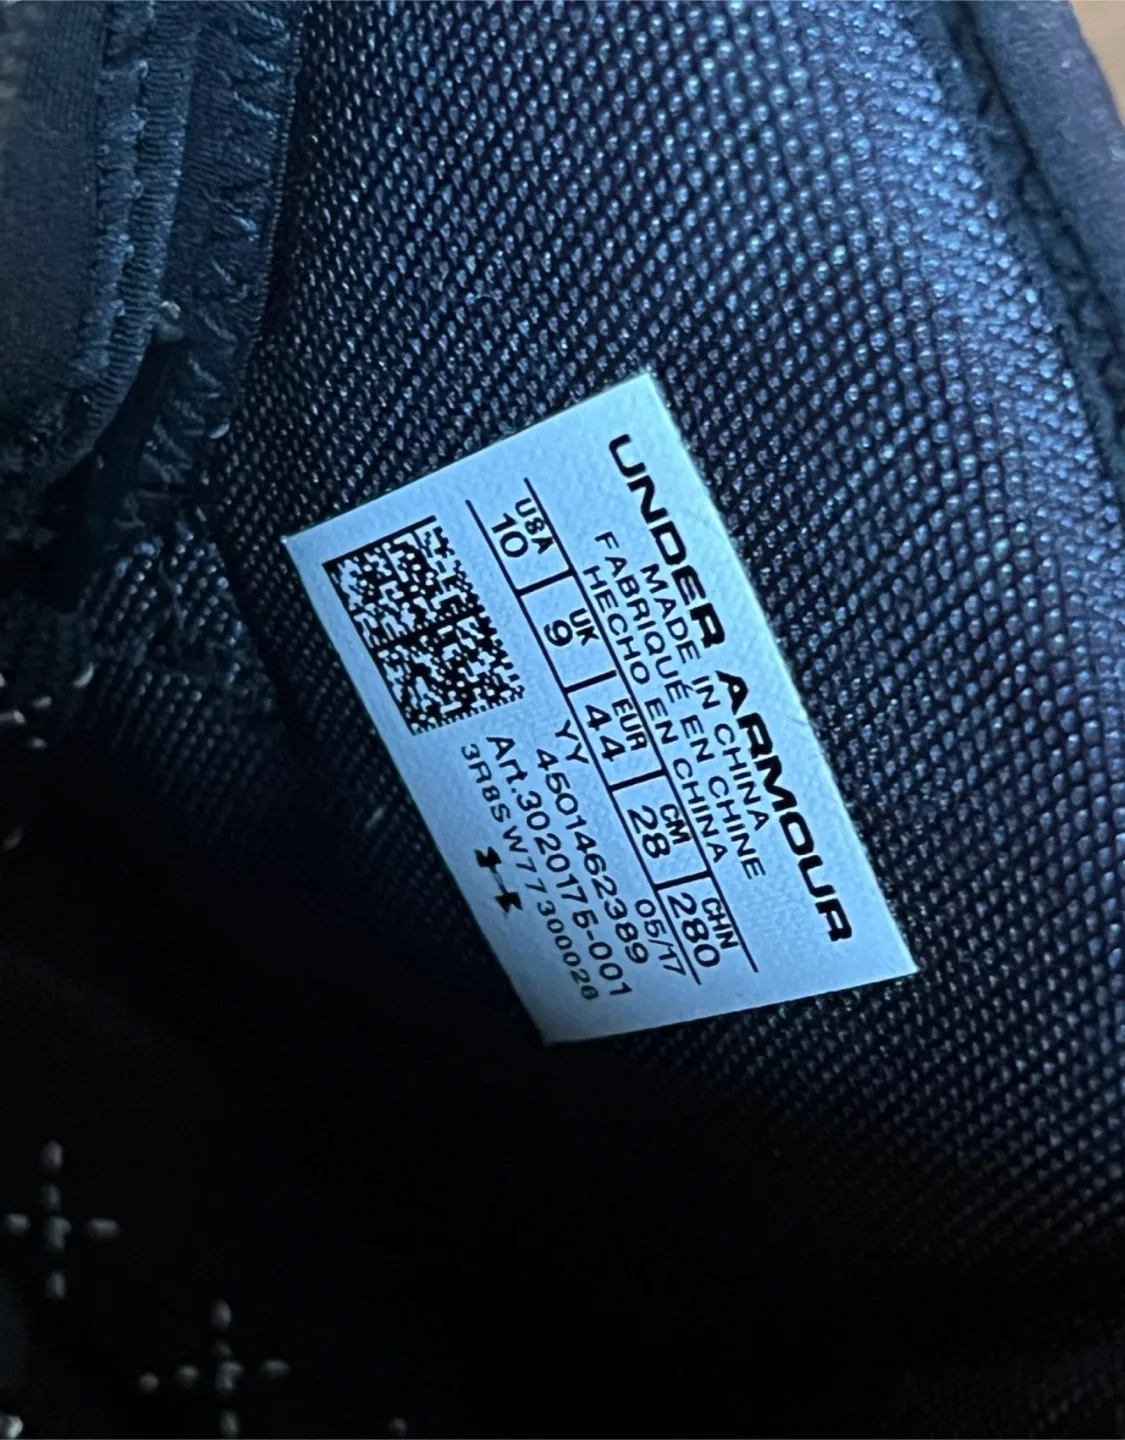 UNDER ARMOUR
MADE IN CHINA
FABRIQUÉ EN CHINE
HECHO EN CHINA
USA UK EUR CM CHN
10 9 44 28 280
YY 05/17
4501462389
Art.3020175-001
3R8SW77300026